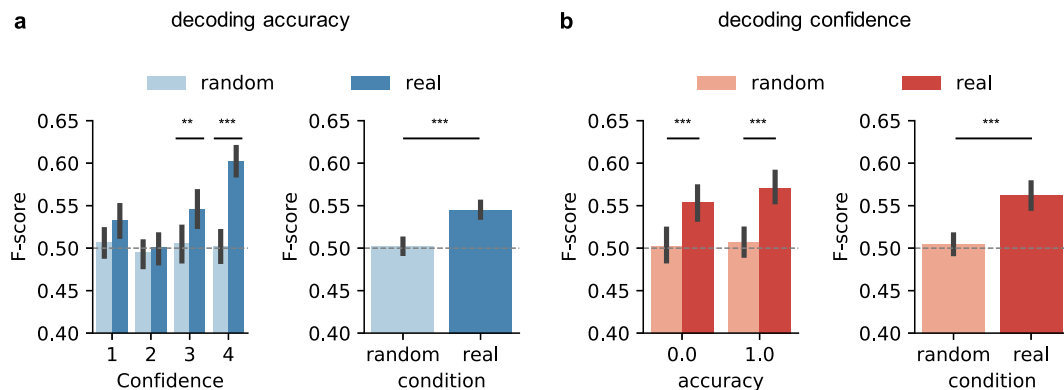 a decoding accuracy
random real
F-score
0.65
0.60
0.55
0.50
0.45
0.40
** ***
1 2 3 4
Confidence
F-score
0.65
0.60
0.55
0.50
0.45
0.40
***
random real
condition
b decoding confidence
random real
F-score
0.65
0.60
0.55
0.50
0.45
0.40
*** ***
0.0 1.0
accuracy
F-score
0.65
0.60
0.55
0.50
0.45
0.40
***
random real
condition